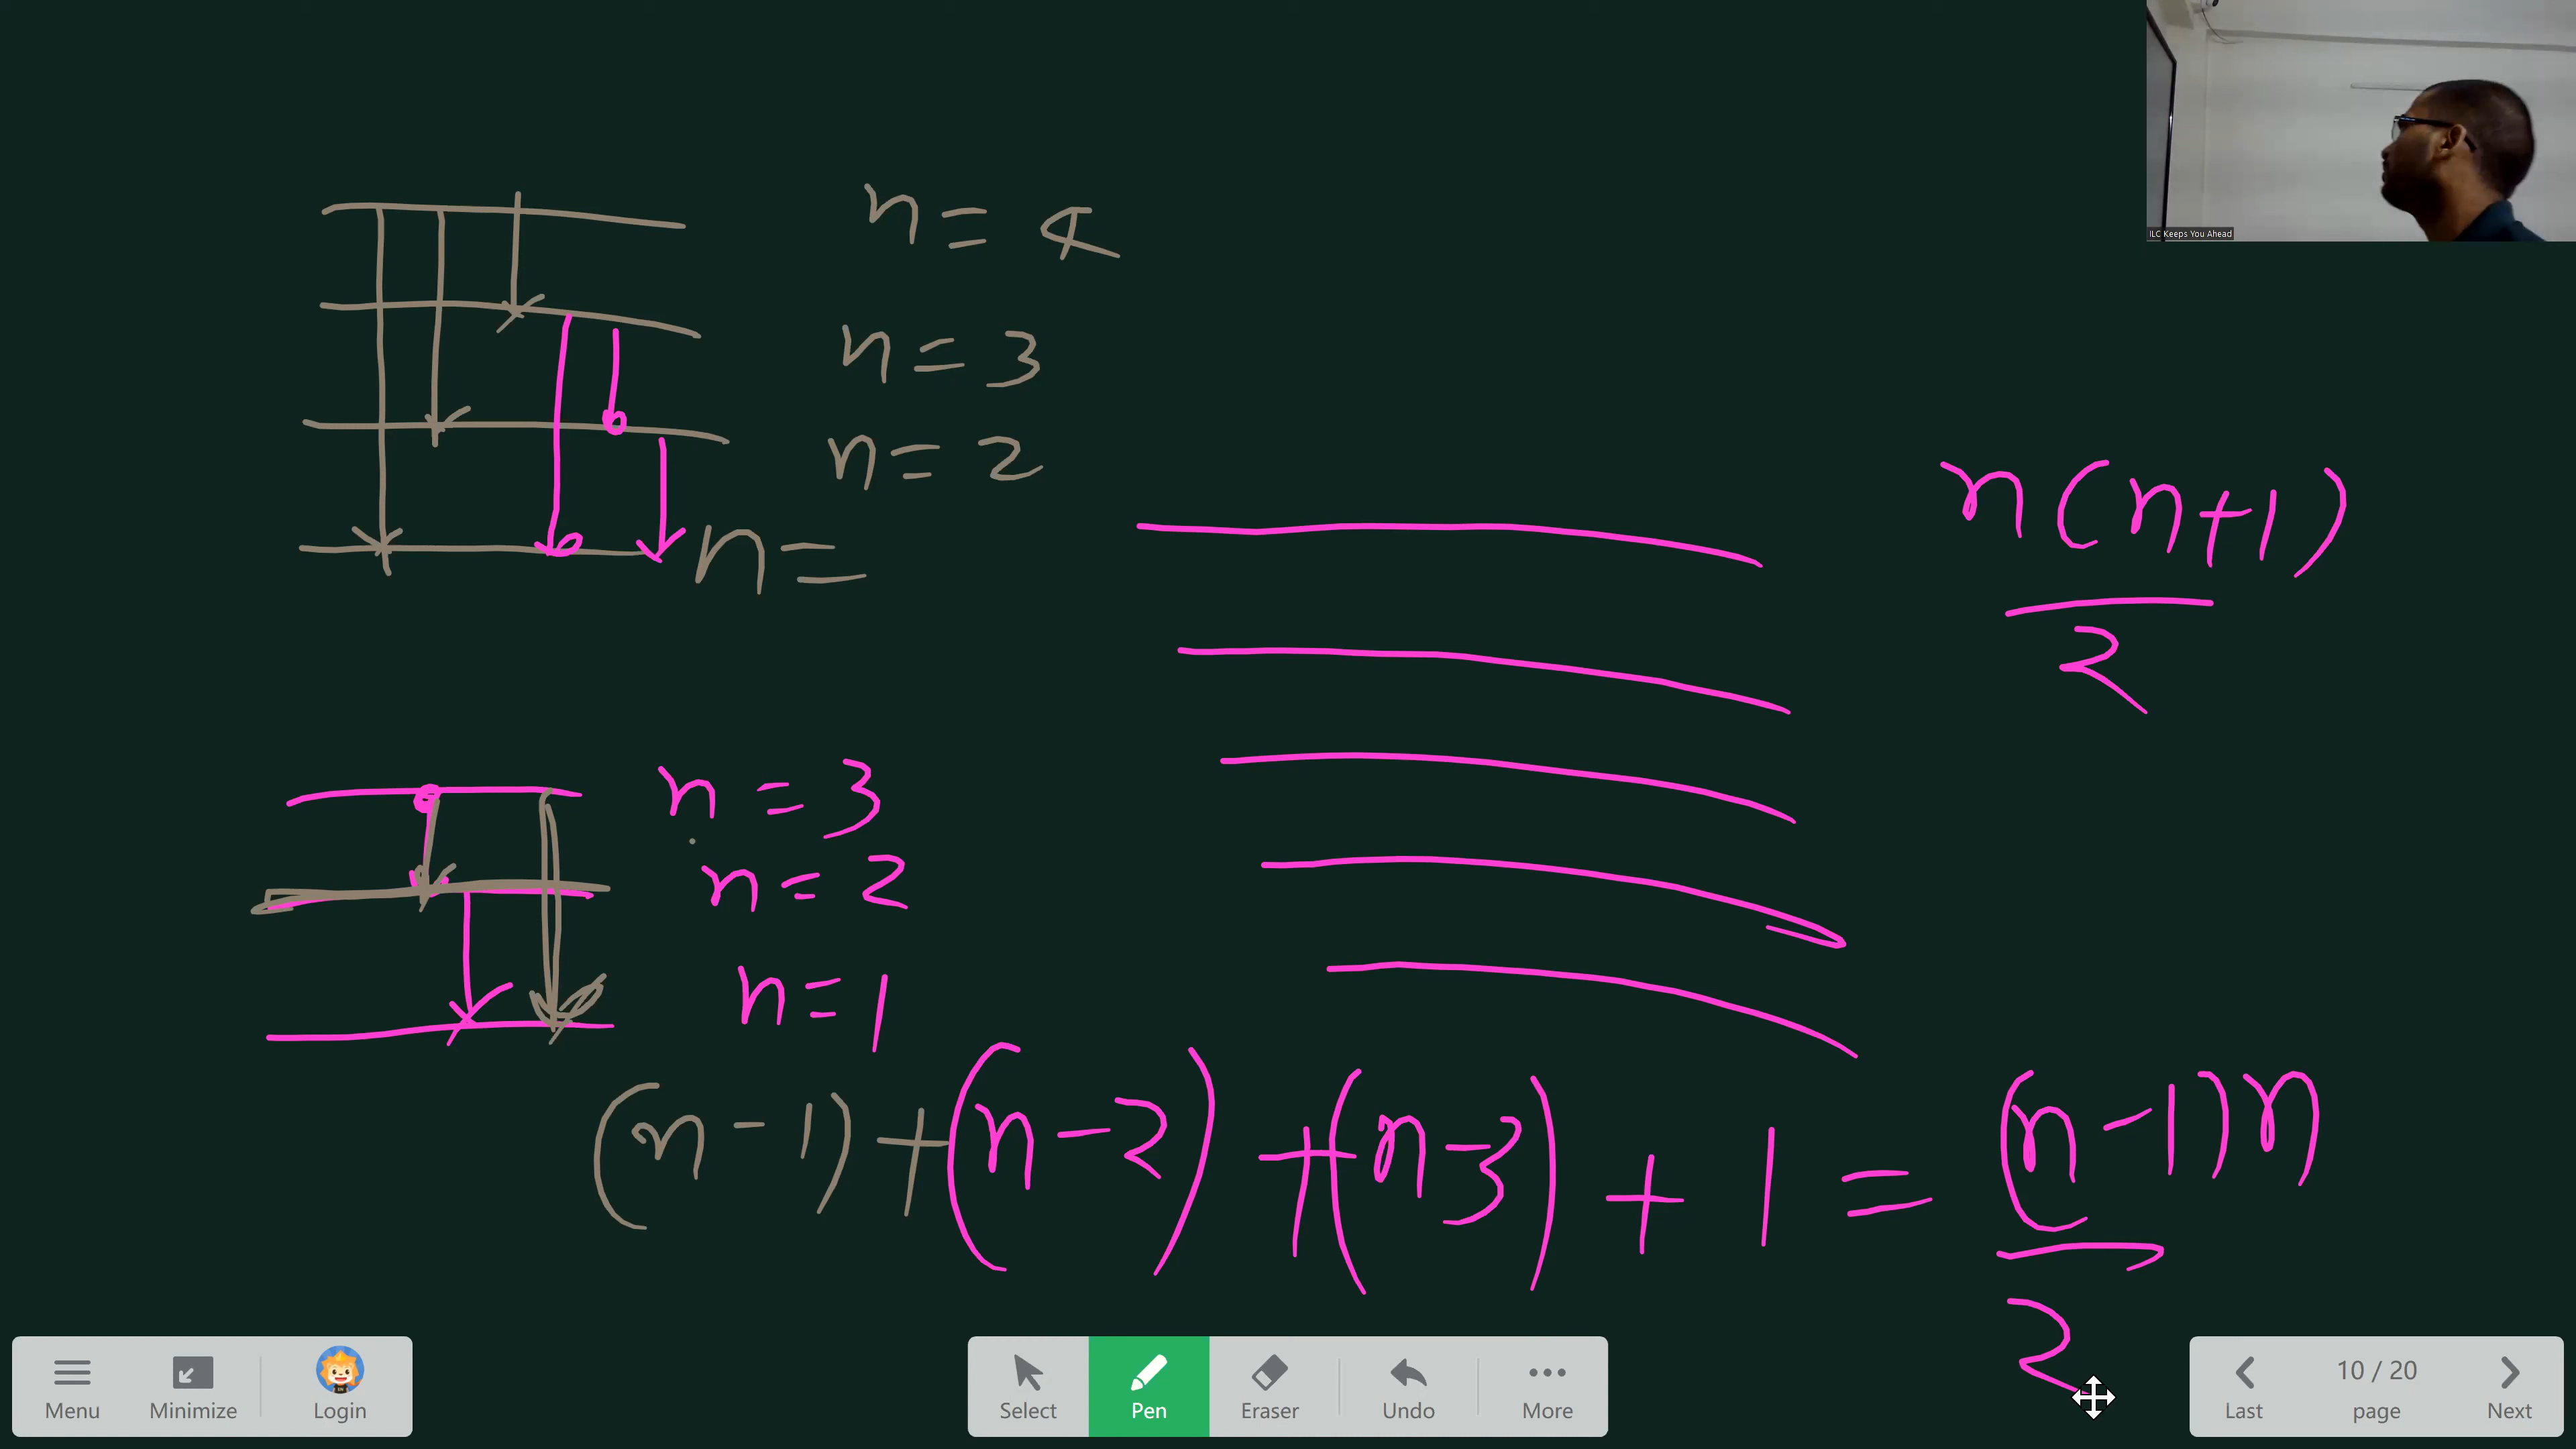 ILC Keeps You Ahead
n = 4
n = 3
n = 2
n =
n(n+1)
2
n = 3
n = 2
n = 1
(n-1)+(n-2)+(n-3)+1=(n-1)n
2
Menu
Minimize
Login
Select
Pen
Eraser
Undo
More
Last
10 / 20
page
Next